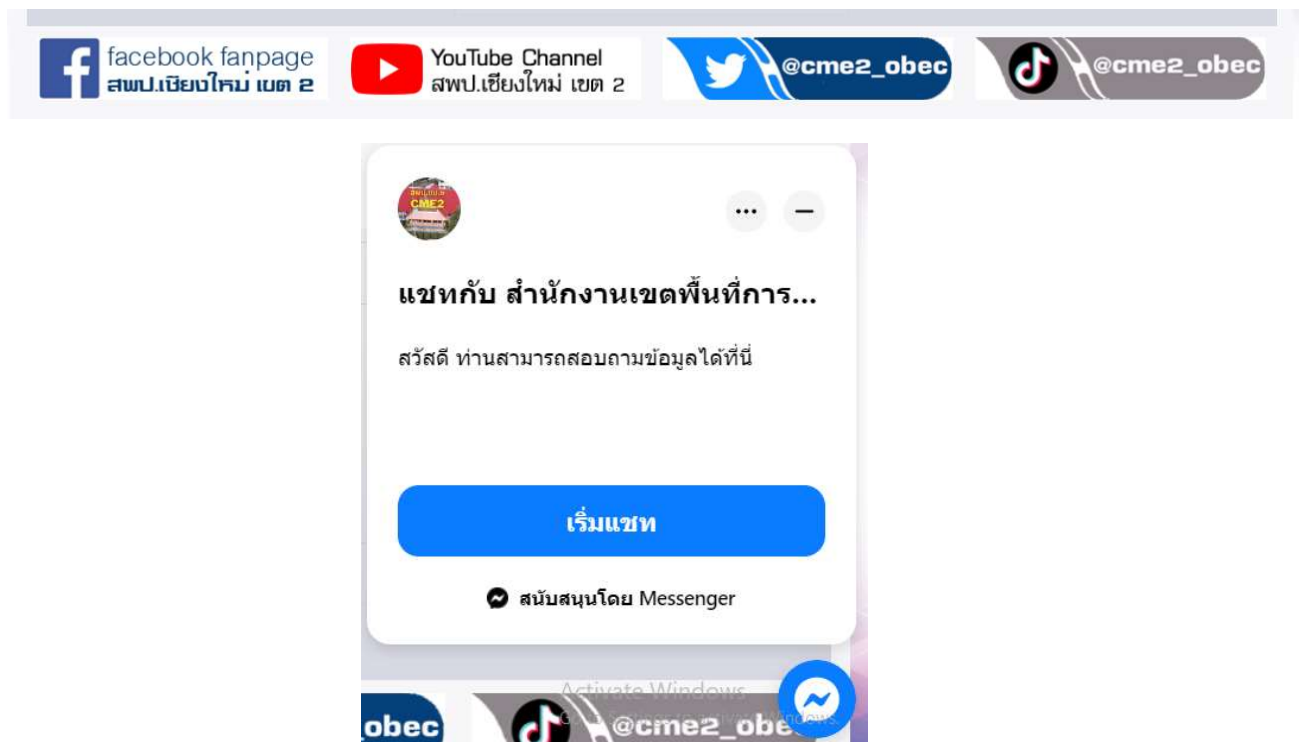 facebook fanpage
สพป.เชียงใหม่ เขต 2
YouTube Channel
สพป.เชียงใหม่ เขต 2
@cme2_obec
@cme2_obec
CME2
แชทกับ สำนักงานเขตพื้นที่การ...
สวัสดี ท่านสามารถสอบถามข้อมูลได้ที่นี่
เริ่มแชท
สนับสนุนโดย Messenger
Activate Windows
obec
@cme2_obe